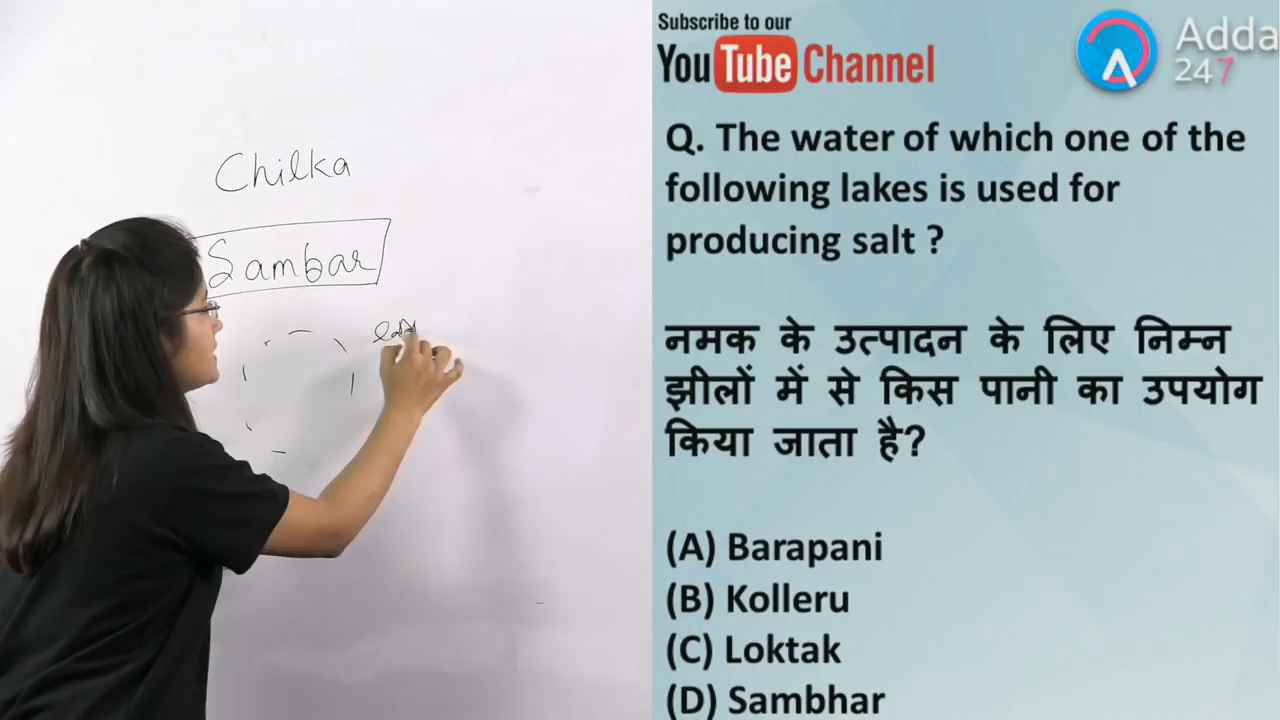 Chilka
Sambar
Subscribe to our
YouTube Channel
Adda
247
Q. The water of which one of the
following lakes is used for
producing salt ?
नमक के उत्पादन के लिए निम्न
झीलों में से किस पानी का उपयोग
किया जाता है?
(A) Barapani
(B) Kolleru
(C) Loktak
(D) Sambhar